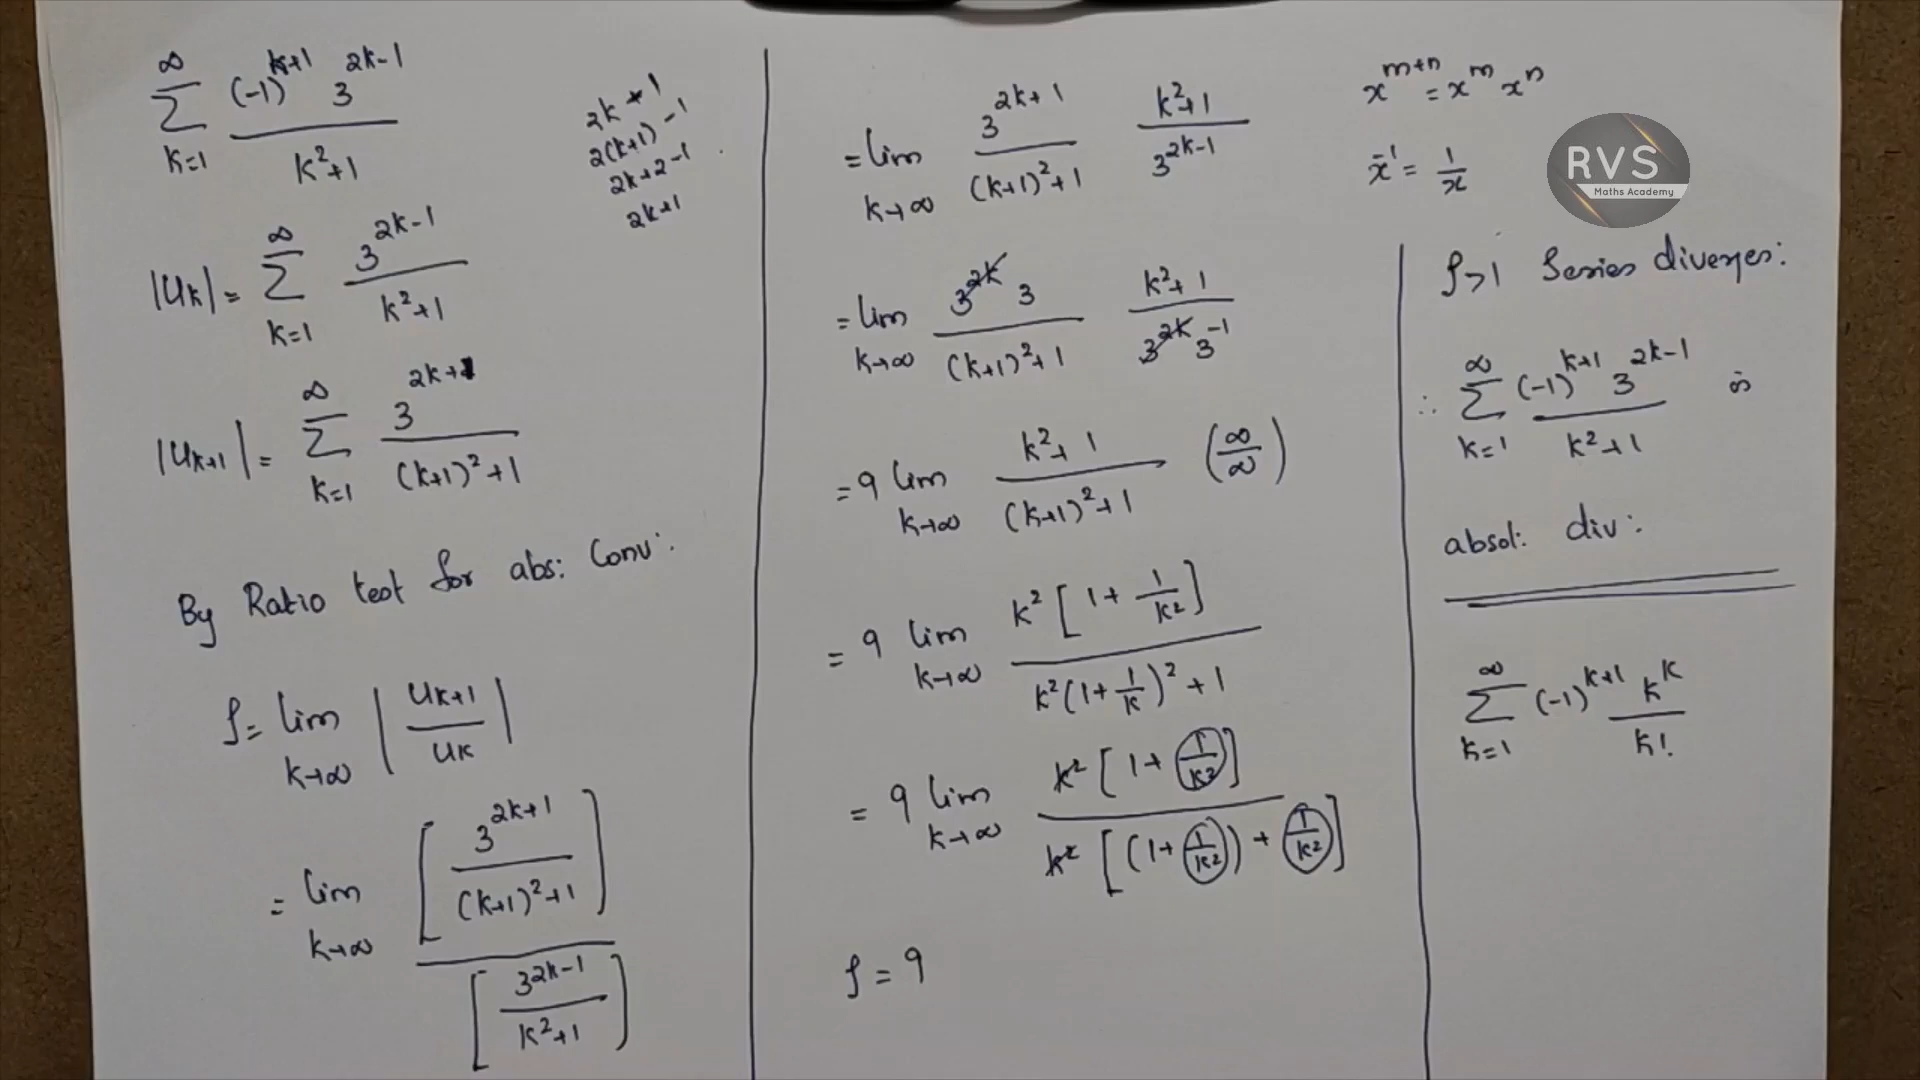 ∞ (-1)^{k+1} 3^{2k-1}
Σ ―――――――
k=1 k²+1
2k * 1
2(k+1) - 1
2k+2-1
2k+1
|u_k| = Σ_{k=1}^{∞} 3^{2k-1} / (k²+1)
|u_{k+1}| = Σ_{k=1}^{∞} 3^{2k+1} / ((k+1)²+1)
By Ratio test for abs: Conv:
ρ = lim_{k→∞} | u_{k+1} / u_k |
= lim_{k→∞} [ 3^{2k+1} / ((k+1)²+1) ] / [ 3^{2k-1} / (k²+1) ]
= lim_{k→∞} 3^{2k+1} / ((k+1)²+1) (k²+1) / 3^{2k-1}
= lim_{k→∞} 3^{2k} 3 / ((k+1)²+1) (k²+1) / (3^{2k} 3^{-1})
= 9 lim_{k→∞} (k²+1) / ((k+1)²+1) (∞/∞)
= 9 lim_{k→∞} k² [1 + 1/k²] / (k²(1+1/k)² + 1)
= 9 lim_{k→∞} k² [1 + 1/k²] / (k² [(1+1/k²)) + 1/k²])
ρ = 9
x^{m+n} = x^m x^n
x^{-1} = 1/x
RVS
Maths Academy
ρ>1 Series diverges:
∴ Σ_{k=1}^{∞} (-1)^{k+1} 3^{2k-1} / (k²+1) is
absol: div:
Σ_{k=1}^{∞} (-1)^{k+1} k^k / k!